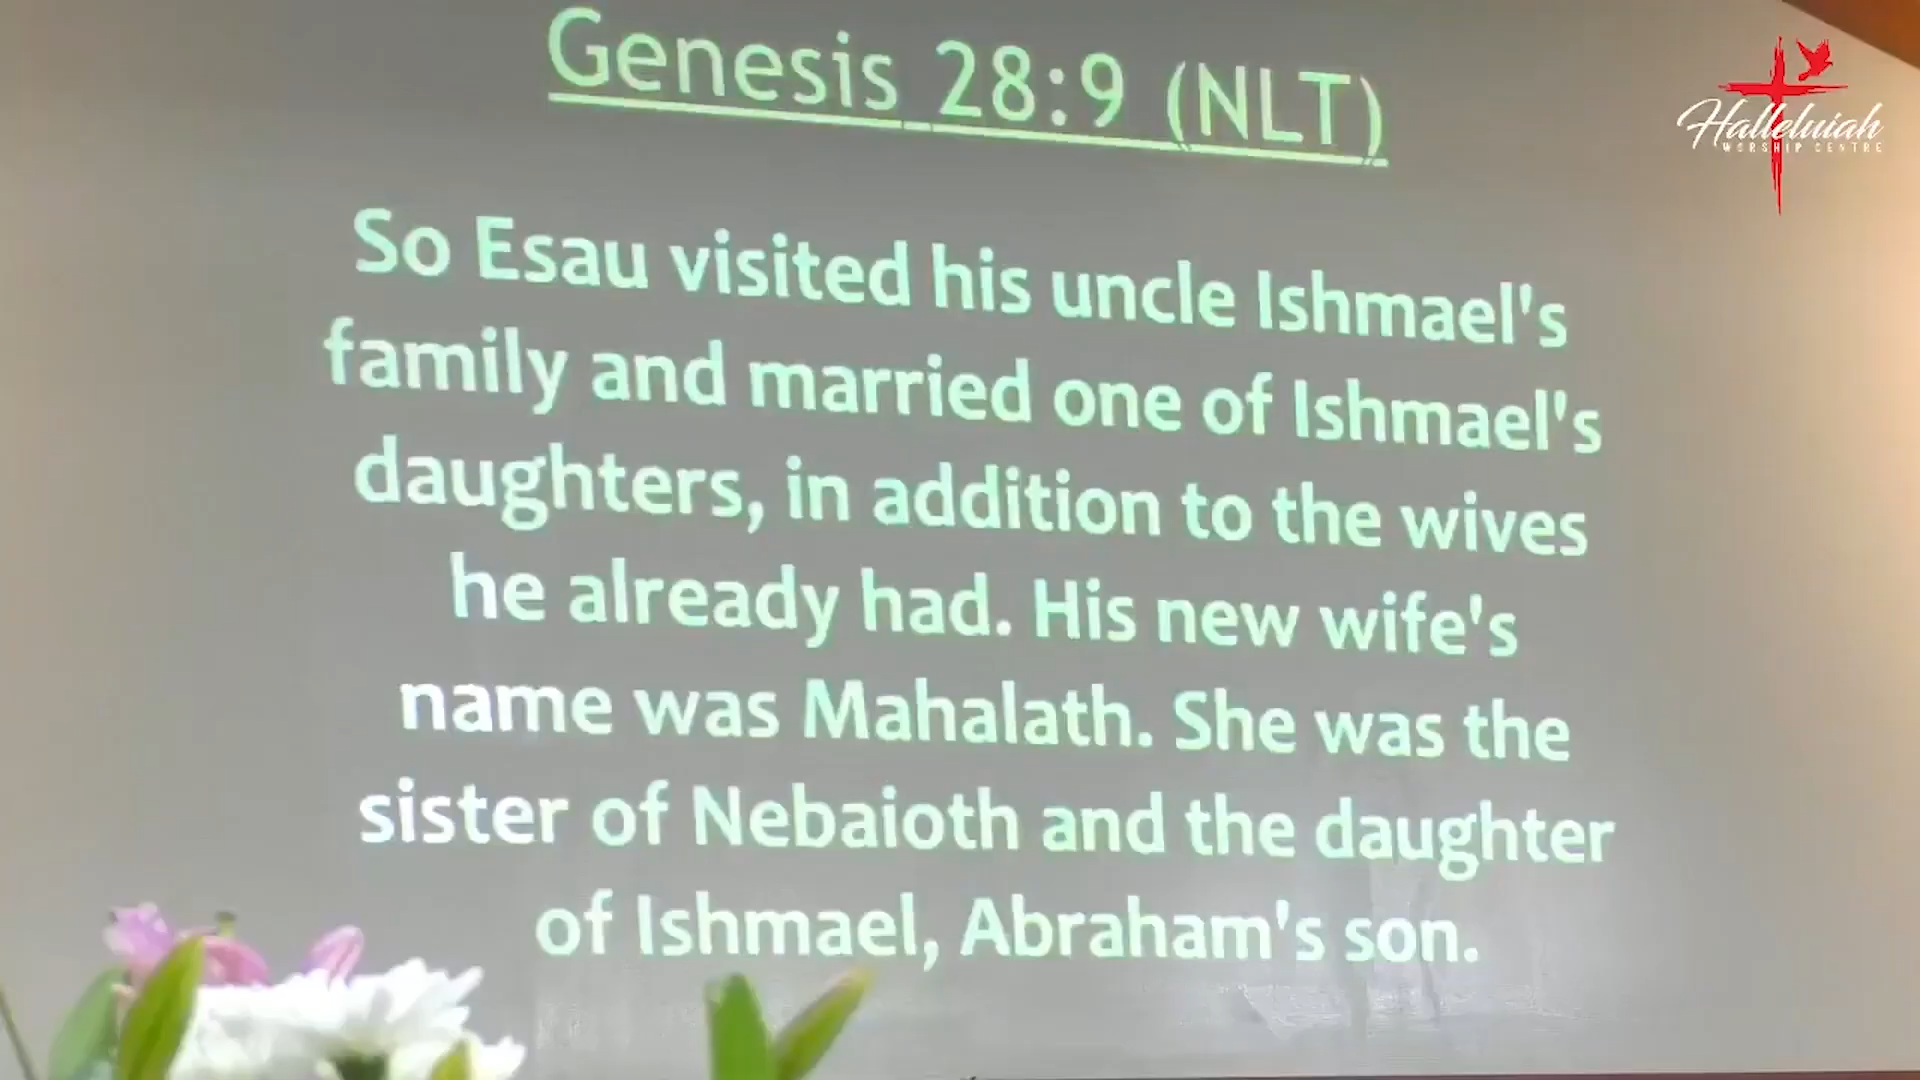 Genesis 28:9 (NLT)
So Esau visited his uncle Ishmael's
family and married one of Ishmael's
daughters, in addition to the wives
he already had. His new wife's
name was Mahalath. She was the
sister of Nebaioth and the daughter
of Ishmael, Abraham's son.
Halleluiah
WORSHIP CENTRE